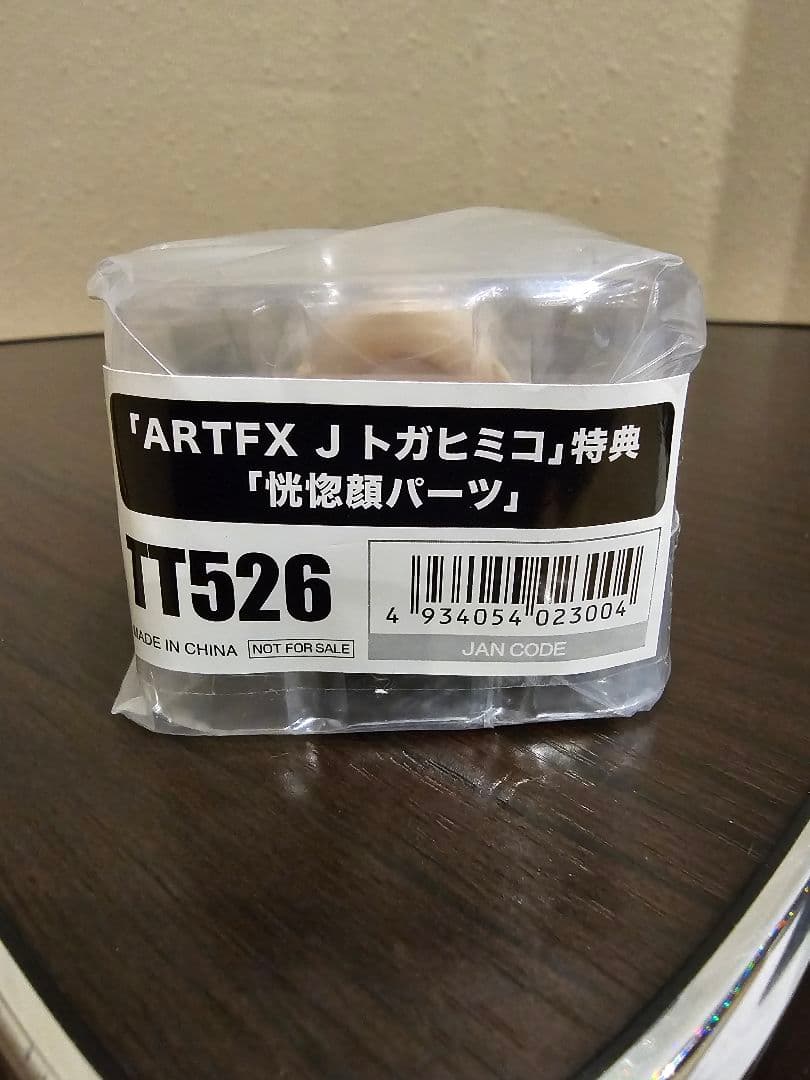 「ARTFX J トガヒミコ」特典
「恍惚顔パーツ」
TT526
MADE IN CHINA NOT FOR SALE
4 934054 023004
JAN CODE